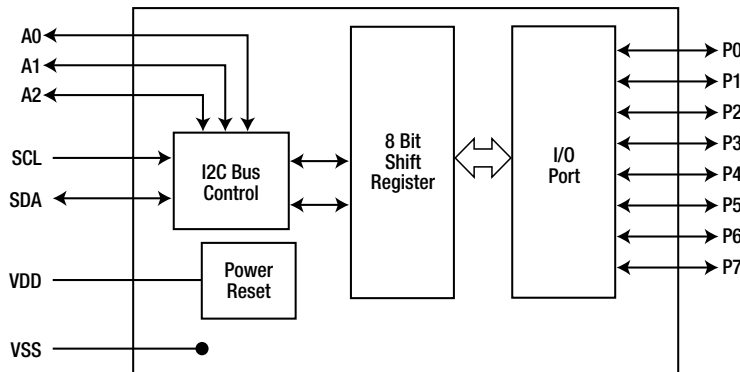 A0
A1
A2
SCL
SDA
VDD
VSS
I2C Bus
Control
Power
Reset
8 Bit
Shift
Register
I/O
Port
P0
P1
P2
P3
P4
P5
P6
P7